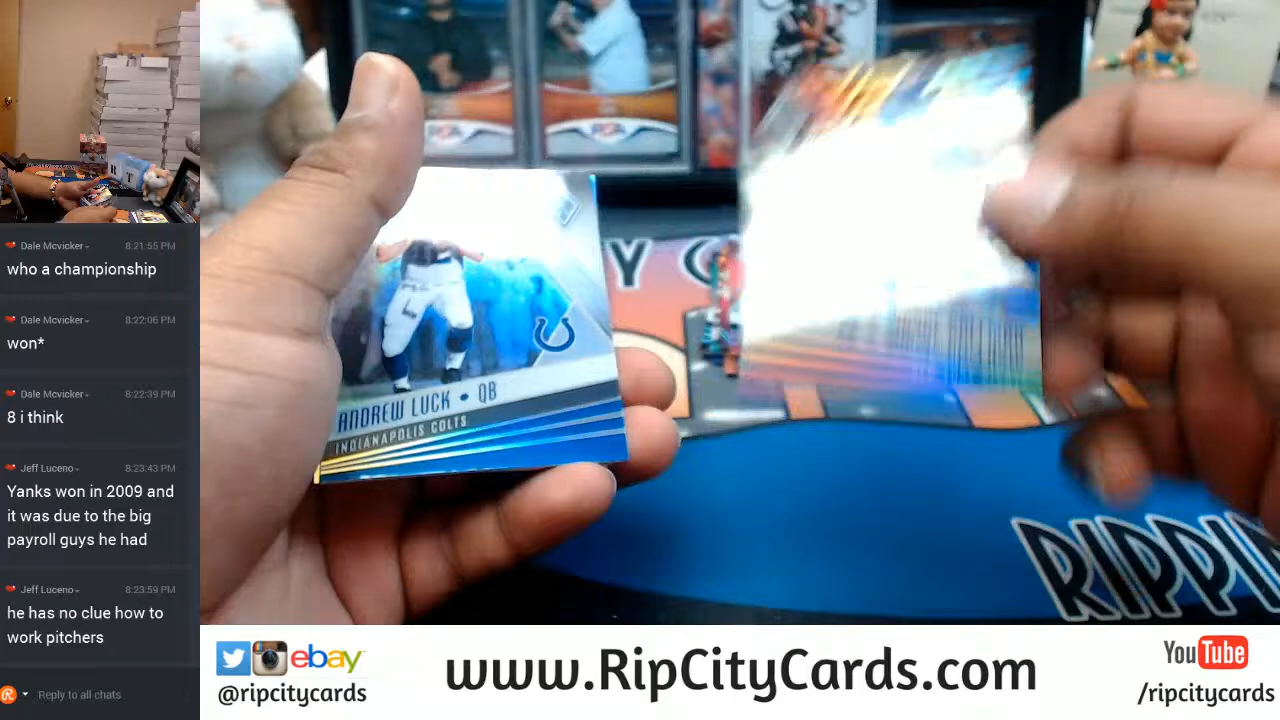 Dale Mcvicker
8:21:55 PM
who a championship
Dale Mcvicker
8:22:06 PM
won*
Dale Mcvicker
8:22:39 PM
8 i think
Jeff Luceno
8:23:43 PM
Yanks won in 2009 and
it was due to the big
payroll guys he had
Jeff Luceno
8:23:59 PM
he has no clue how to
work pitchers
Reply to all chats
ANDREW LUCK • QB
INDIANAPOLIS COLTS
Y C
RIPPIN
ebay
@ripcitycards
www.RipCityCards.com
YouTube
/ripcitycards